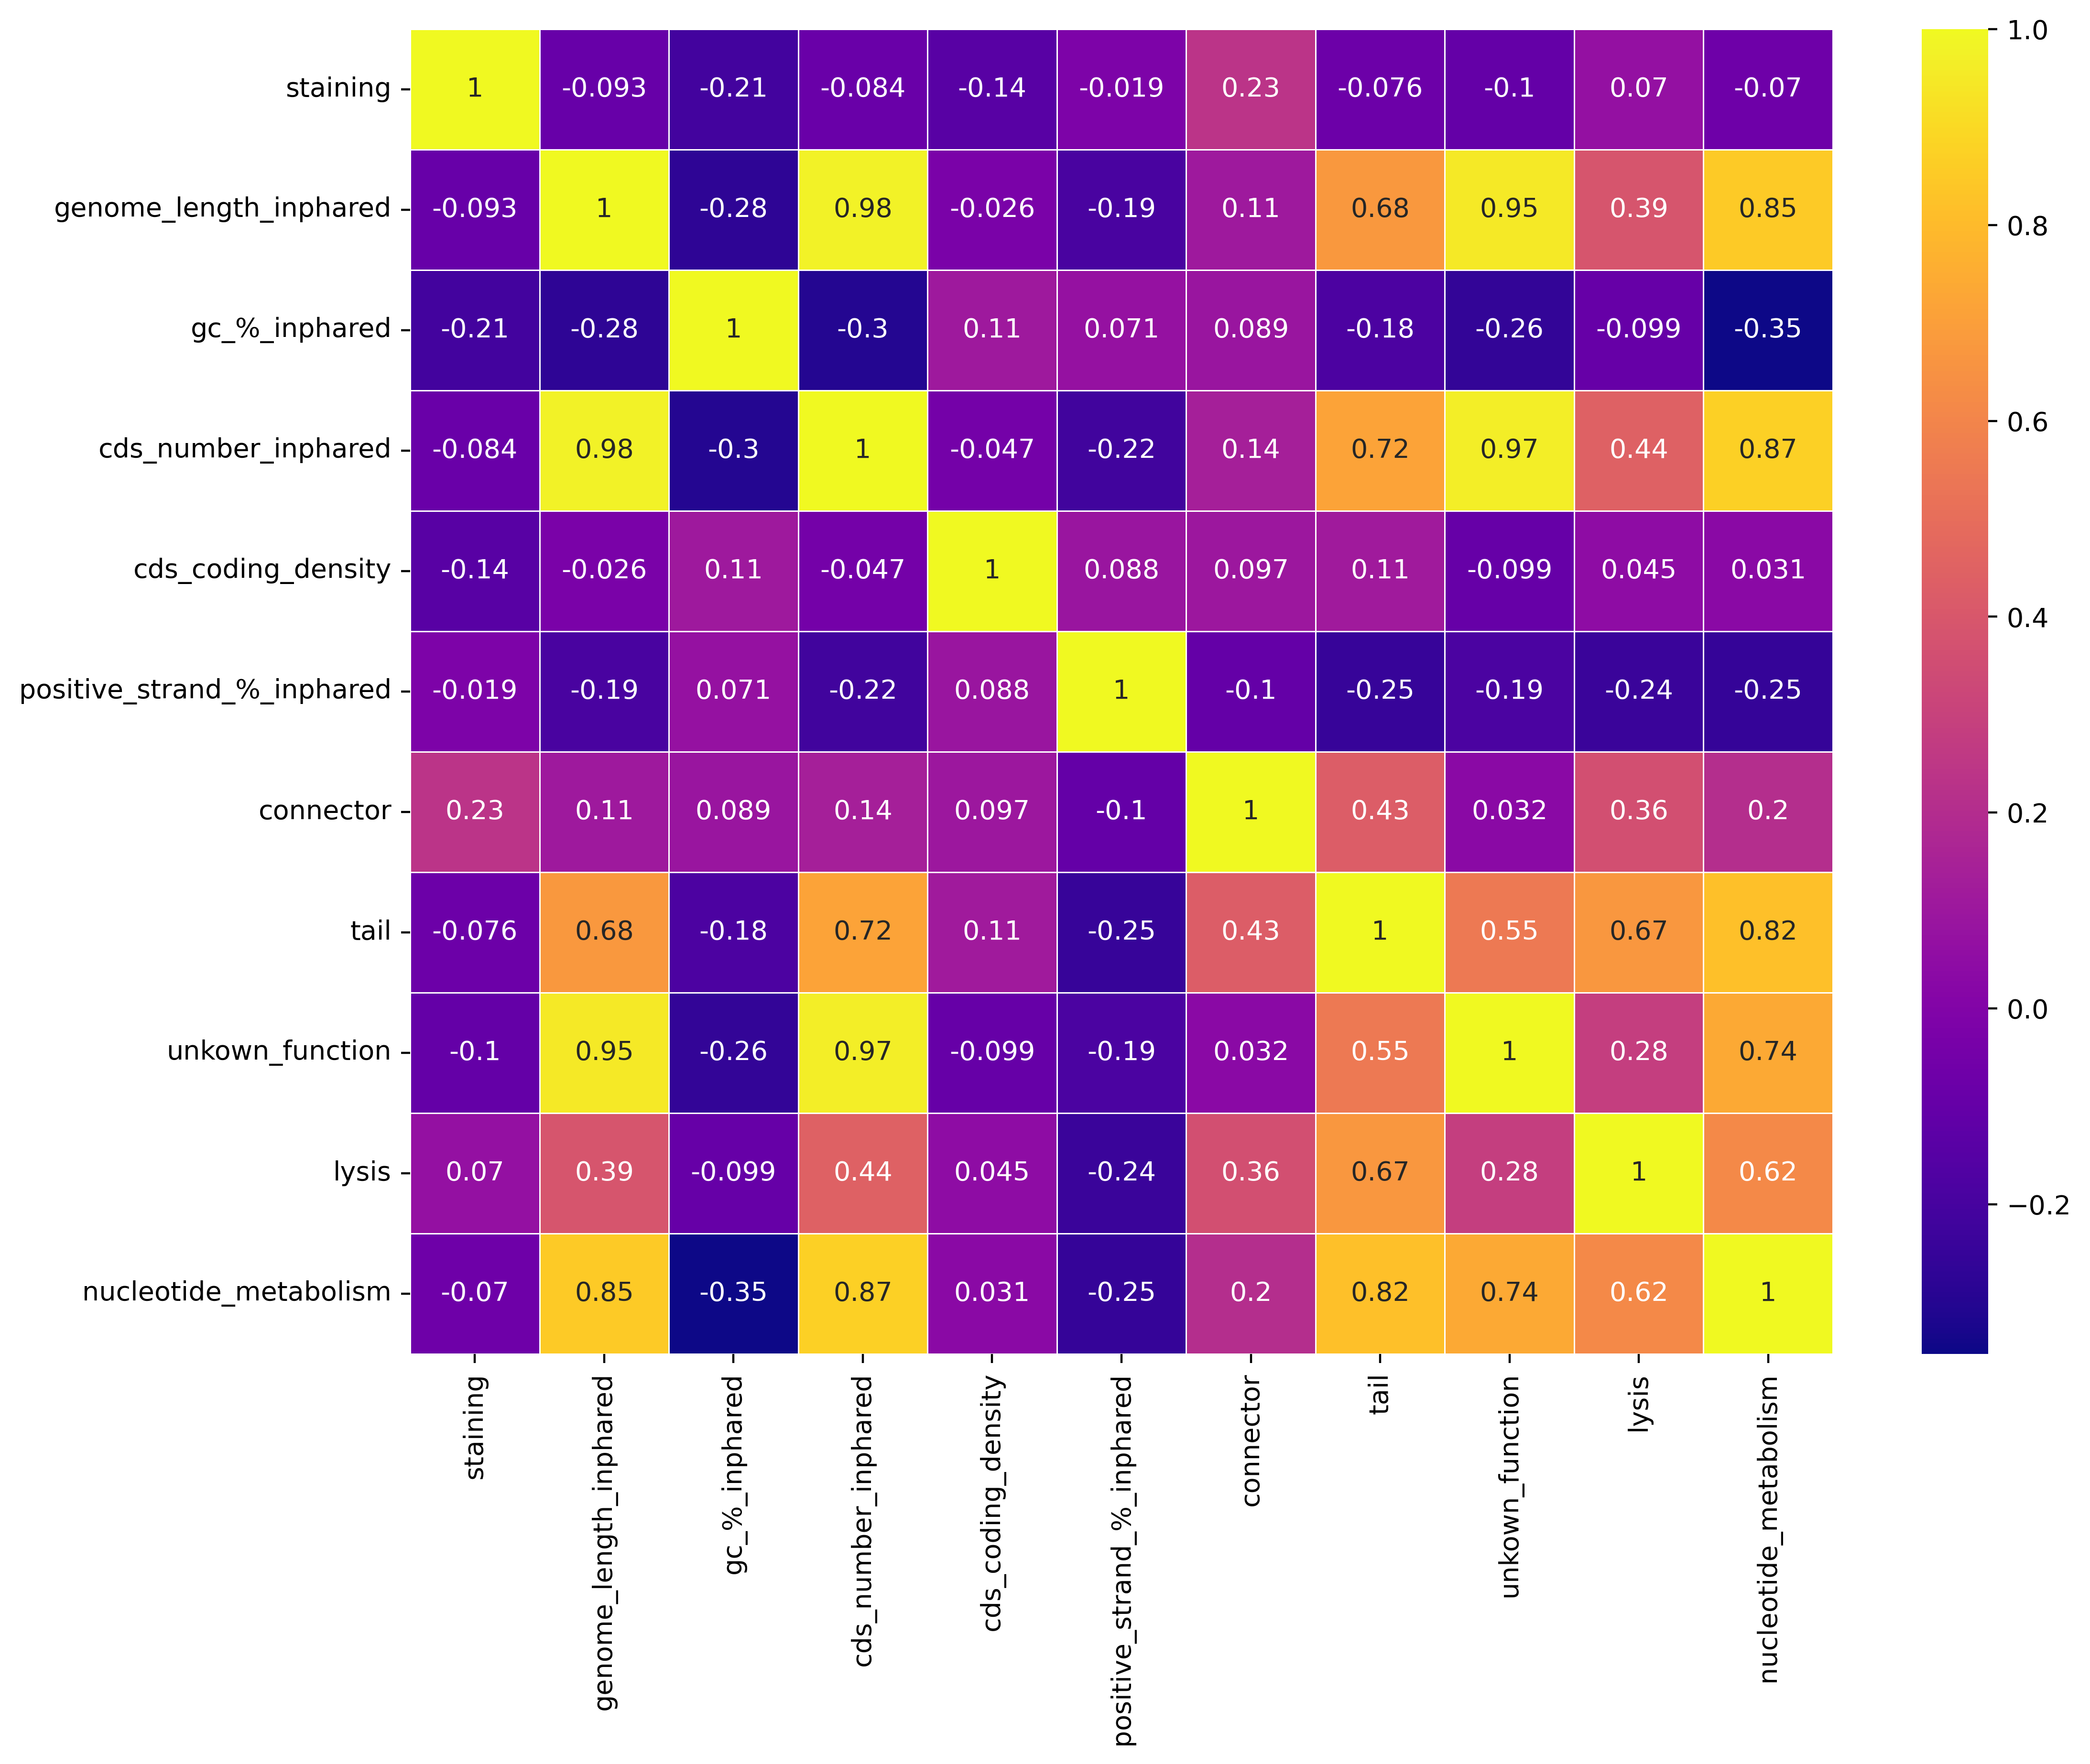 staining 1 -0.093 -0.21 -0.084 -0.14 -0.019 0.23 -0.076 -0.1 0.07 -0.07
genome_length_inphared -0.093 1 -0.28 0.98 -0.026 -0.19 0.11 0.68 0.95 0.39 0.85
gc_%_inphared -0.21 -0.28 1 -0.3 0.11 0.071 0.089 -0.18 -0.26 -0.099 -0.35
cds_number_inphared -0.084 0.98 -0.3 1 -0.047 -0.22 0.14 0.72 0.97 0.44 0.87
cds_coding_density -0.14 -0.026 0.11 -0.047 1 0.088 0.097 0.11 -0.099 0.045 0.031
positive_strand_%_inphared -0.019 -0.19 0.071 -0.22 0.088 1 -0.1 -0.25 -0.19 -0.24 -0.25
connector 0.23 0.11 0.089 0.14 0.097 -0.1 1 0.43 0.032 0.36 0.2
tail -0.076 0.68 -0.18 0.72 0.11 -0.25 0.43 1 0.55 0.67 0.82
unkown_function -0.1 0.95 -0.26 0.97 -0.099 -0.19 0.032 0.55 1 0.28 0.74
lysis 0.07 0.39 -0.099 0.44 0.045 -0.24 0.36 0.67 0.28 1 0.62
nucleotide_metabolism -0.07 0.85 -0.35 0.87 0.031 -0.25 0.2 0.82 0.74 0.62 1
staining
genome_length_inphared
gc_%_inphared
cds_number_inphared
cds_coding_density
positive_strand_%_inphared
connector
tail
unkown_function
lysis
nucleotide_metabolism
1.0
0.8
0.6
0.4
0.2
0.0
−0.2